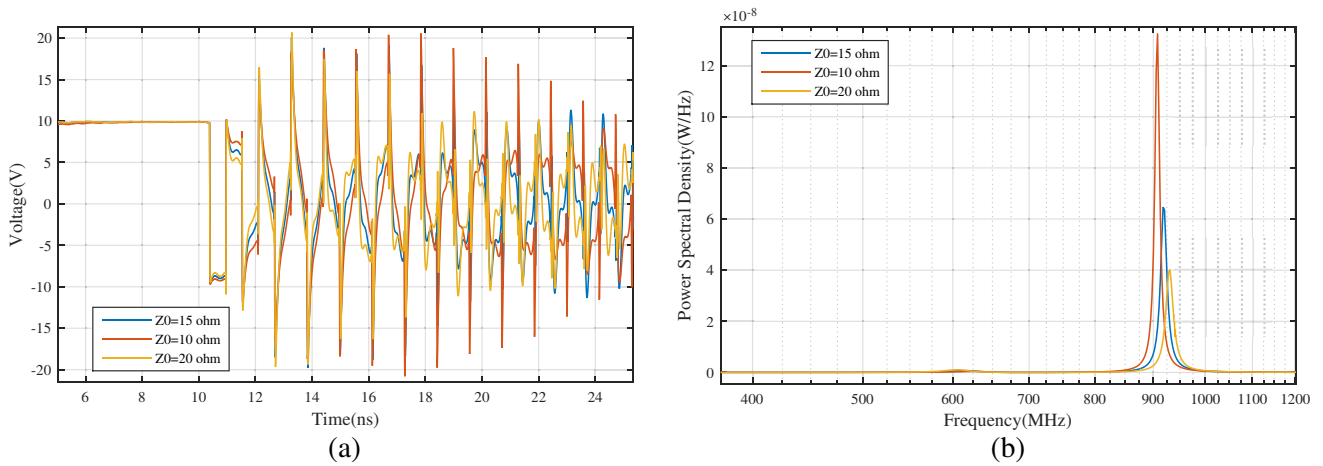 20
15
10
5
0
-5
-10
-15
-20
Voltage(V)
Z0=15 ohm
Z0=10 ohm
Z0=20 ohm
6 8 10 12 14 16 18 20 22 24
Time(ns)
(a)
×10⁻⁸
12
10
8
6
4
2
0
Power Spectral Density(W/Hz)
Z0=15 ohm
Z0=10 ohm
Z0=20 ohm
400 500 600 700 800 900 1000 1100 1200
Frequency(MHz)
(b)